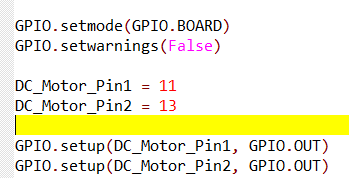 GPIO.setmode(GPIO.BOARD)
GPIO.setwarnings(False)
DC_Motor_Pin1 = 11
DC_Motor_Pin2 = 13
GPIO.setup(DC_Motor_Pin1, GPIO.OUT)
GPIO.setup(DC_Motor_Pin2, GPIO.OUT)